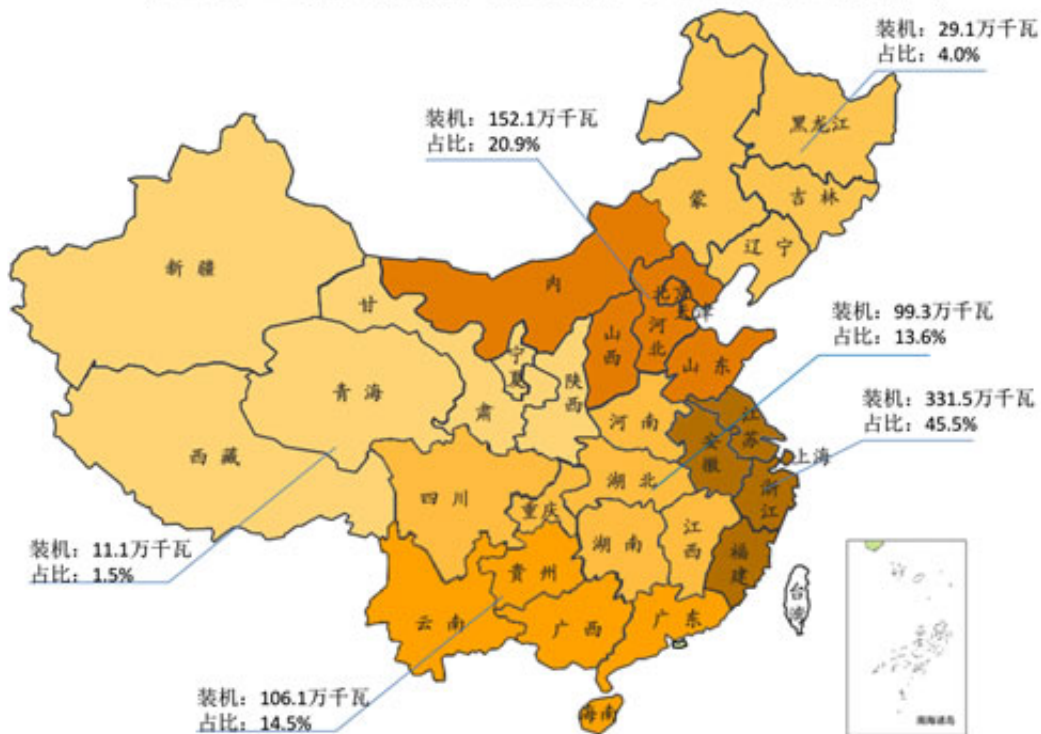 装机：29.1万千瓦
占比：4.0%
装机：152.1万千瓦
占比：20.9%
黑龙江
蒙
吉林
辽宁
新疆
内
甘
北京
天津
装机：99.3万千瓦
占比：13.6%
山西
河北
宁夏
山东
陕西
青海
肃
河南
江苏
装机：331.5万千瓦
占比：45.5%
安徽
上海
西藏
四川
湖北
浙江
重庆
装机：11.1万千瓦
占比：1.5%
湖南
江西
福建
贵州
台湾
云南
广西
广东
装机：106.1万千瓦
占比：14.5%
海南
南海诸岛